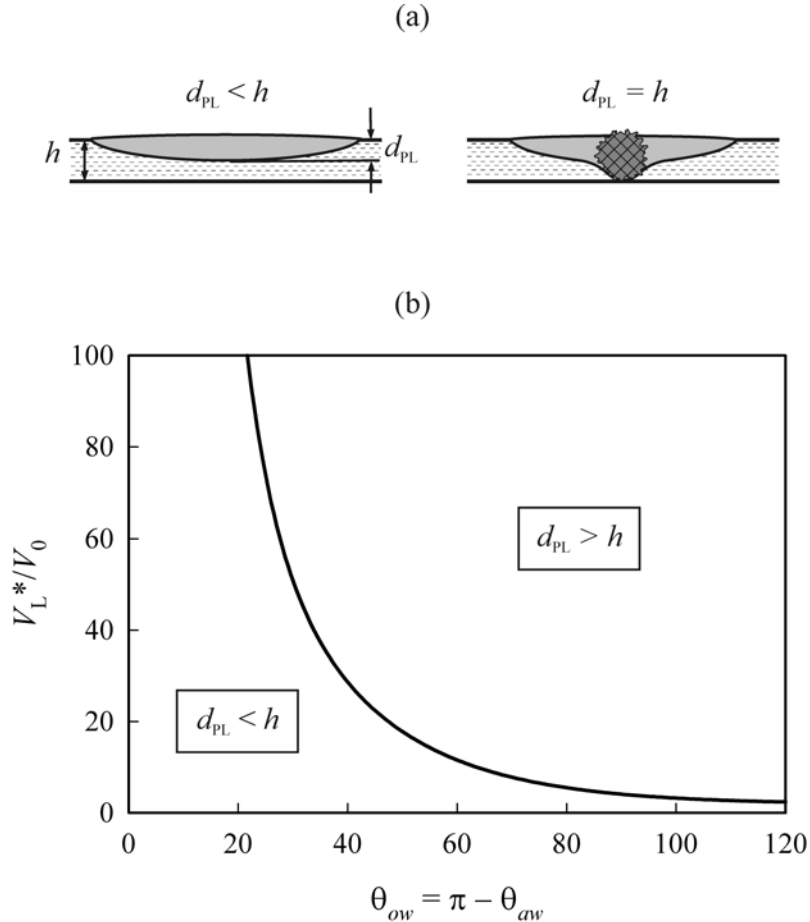 (a)
d_PL < h
d_PL = h
h
d_PL
(b)
100
80
60
40
20
0
V_L*/V_0
d_PL > h
d_PL < h
0 20 40 60 80 100 120
θ_ow = π − θ_aw